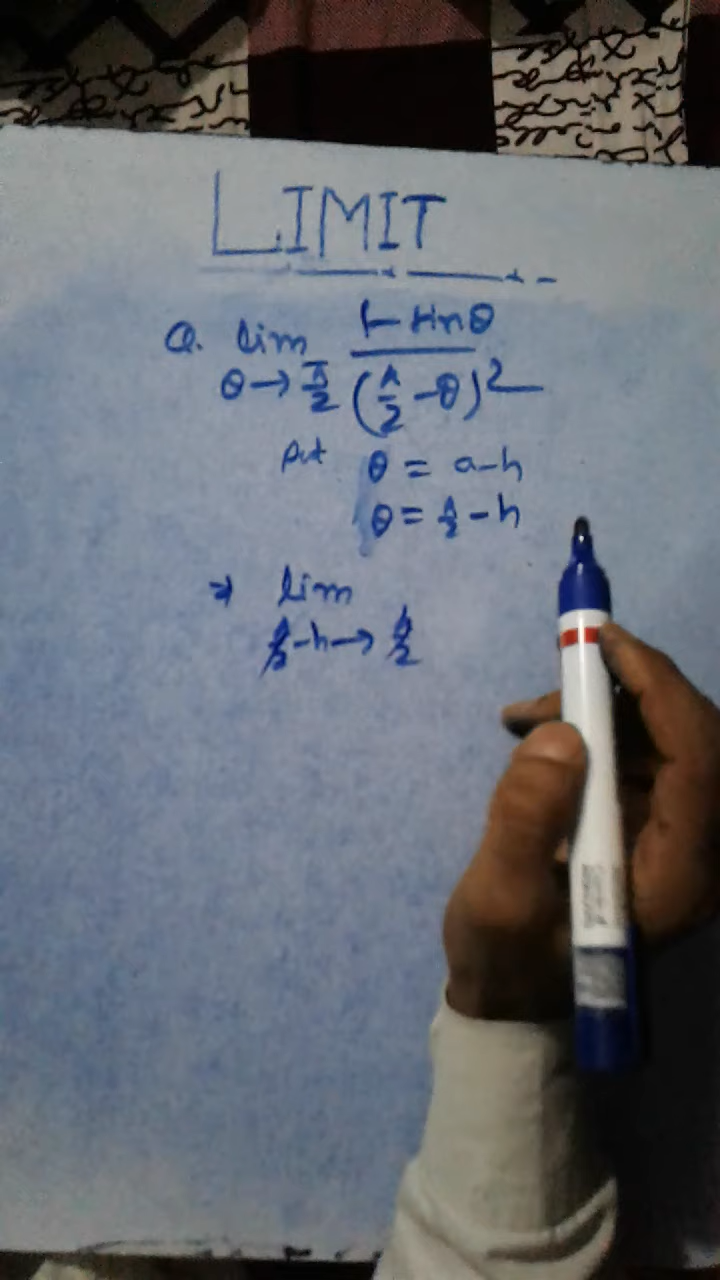 LIMIT
Q. lim 1-sinθ
θ→π/2 (π/2-θ)²
Put θ = a-h
θ = π/2 - h
⇒ lim
π/2-h→π/2